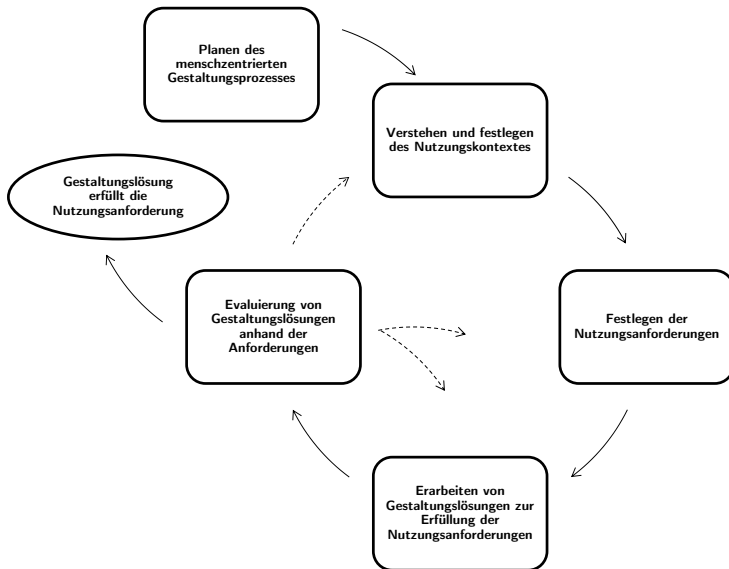 Planen des
menschzentrierten
Gestaltungsprozesses
Verstehen und festlegen
des Nutzungskontextes
Gestaltungslösung
erfüllt die
Nutzungsanforderung
Evaluierung von
Gestaltungslösungen
anhand der
Anforderungen
Festlegen der
Nutzungsanforderungen
Erarbeiten von
Gestaltungslösungen zur
Erfüllung der
Nutzungsanforderungen